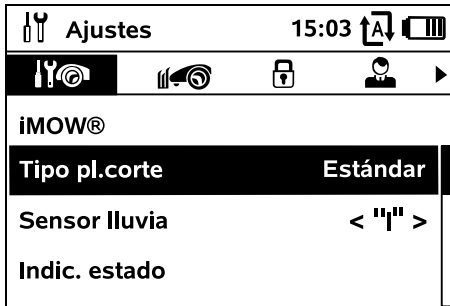 Ajustes 15:03 A
iMOW®
Tipo pl.corte Estándar
Sensor lluvia < "I" >
Indic. estado